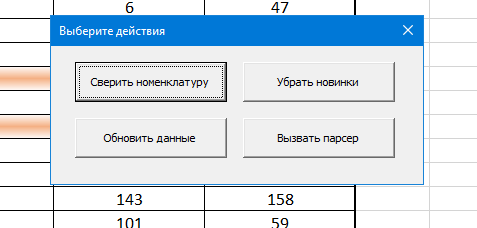 6 47
Выберите действия
Сверить номенклатуру Убрать новинки
Обновить данные Вызвать парсер
143 158
101 59